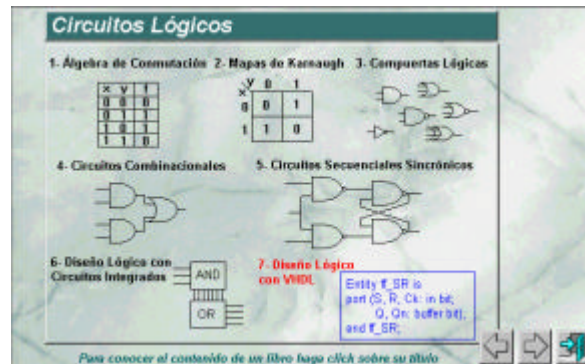 Circuitos Lógicos
1- Álgebra de Conmutación 2- Mapas de Karnaugh 3- Compuertas Lógicas
x y f
0 0 0
0 1 1
1 0 1
1 1 0
y 0 1
x
0 0 1
1 1 0
4- Circuitos Combinacionales 5- Circuitos Secuenciales Sincrónicos
6- Diseño Lógico con
Circuitos Integrados
AND
OR
7- Diseño Lógico
con VHDL
Entity ff_SR is
port (S, R, Ck: in bit;
Q, Qn: buffer bit);
end ff_SR;
Para conocer el contenido de un libro haga click sobre su título